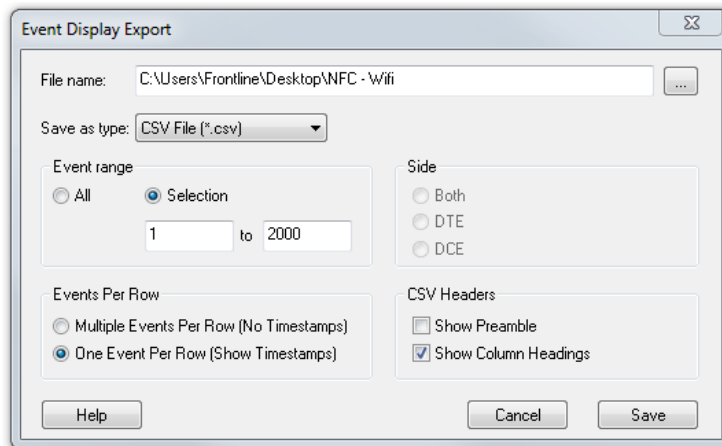 Event Display Export
File name: C:\Users\Frontline\Desktop\NFC - Wifi ...
Save as type: CSV File (*.csv)
Event range
All Selection
1 to 2000
Side
Both
DTE
DCE
Events Per Row
Multiple Events Per Row (No Timestamps)
One Event Per Row (Show Timestamps)
CSV Headers
Show Preamble
Show Column Headings
Help Cancel Save